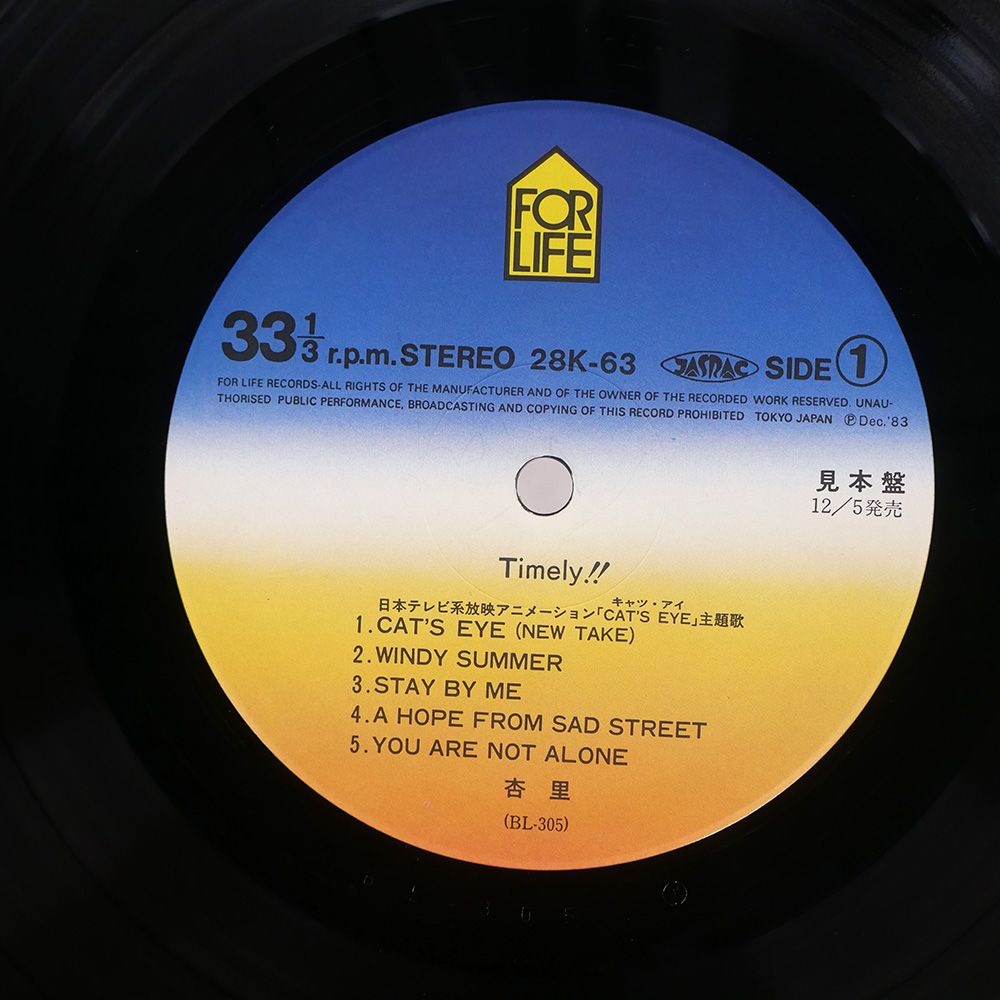 FOR
LIFE
33 1/3 r.p.m. STEREO 28K-63 JASRAC SIDE 1
FOR LIFE RECORDS-ALL RIGHTS OF THE MANUFACTURER AND OF THE OWNER OF THE RECORDED WORK RESERVED. UNAU-
THORISED PUBLIC PERFORMANCE, BROADCASTING AND COPYING OF THIS RECORD PROHIBITED TOKYO JAPAN ℗ Dec.'83
見本盤
12/5発売
Timely!!
キャツ・アイ
日本テレビ系放映アニメーション「CAT'S EYE」主題歌
1.CAT'S EYE (NEW TAKE)
2.WINDY SUMMER
3.STAY BY ME
4.A HOPE FROM SAD STREET
5.YOU ARE NOT ALONE
杏里
(BL-305)